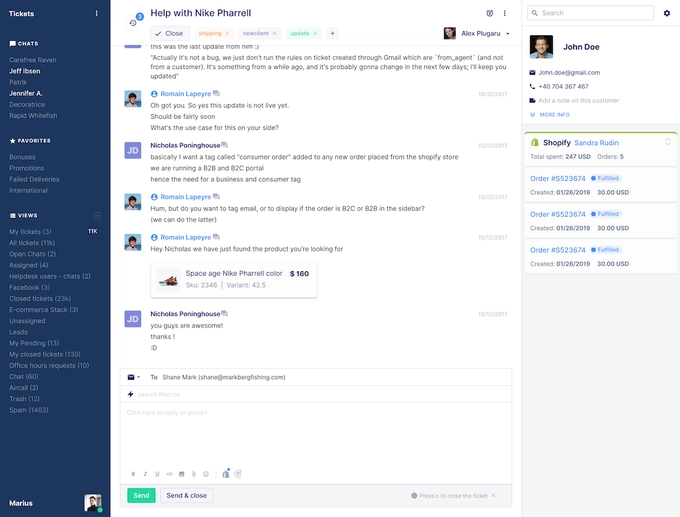 Tickets
CHATS
Carefree Raven
Jeff Ibsen
Patrik
Jennifer A.
Decoratrice
Rapid Whitefish
FAVORITES
Bonuses
Promotions
Failed Deliveries
International
VIEWS
My tickets (3) 11K
All tickets (11k)
Open Chats (2)
Assigned (4)
Helpdesk users - chats (2)
Facebook (3)
Closed tickets (23k)
E-commerce Stack (3)
Unassigned
Leads
My Pending (13)
My closed tickets (130)
Office hours requests (10)
Chat (60)
Aircall (2)
Trash (12)
Spam (1463)
Marius
3
Help with Nike Pharrell
Close shipping × newclient × update × + Alex Plugaru
this was the last update from him :)
"Actually it's not a bug, we just don't run the rules on ticket created through Gmail which are `from_agent` (and not
from a customer). It's something from a while ago, and it's probably gonna change in the next few days; I'll keep you
updated"
Romain Lapeyre 10/12/2017
Oh got you. So yes this update is not live yet.
Should be fairly soon
What's the use case for this on your side?
JD
Nicholas Poninghouse 10/12/2017
basically I want a tag called "consumer order" added to any new order placed from the shopify store
we are running a B2B and B2C portal
hence the need for a business and consumer tag
Romain Lapeyre 10/12/2017
Hum, but do you want to tag email, or to display if the order is B2C or B2B in the sidebar?
(we can do the latter)
Romain Lapeyre 10/12/2017
Hey Nicholas we have just found the product you're looking for
Space age Nike Pharrell color $ 160
Sku: 2346 | Variant: 42.5
JD
Nicholas Poninghouse 10/12/2017
you guys are awesome!
thanks !
:D
To Shane Mark (shane@markbergfishing.com)
search Macros
Click here to reply or press r
B I U
Send Send & close Press c to close the ticket ×
Search
John Doe
John.doe@gmail.com
+40 704 367 467
Add a note on this customer
MORE INFO
Shopify Sandra Rudin
Total spent: 247 USD Orders: 5
Order #S523674 Fulfilled
Created: 01/26/2019 30.00 USD
Order #S523674 Fulfilled
Created: 01/26/2019 30.00 USD
Order #S523674 Fulfilled
Created: 01/26/2019 30.00 USD